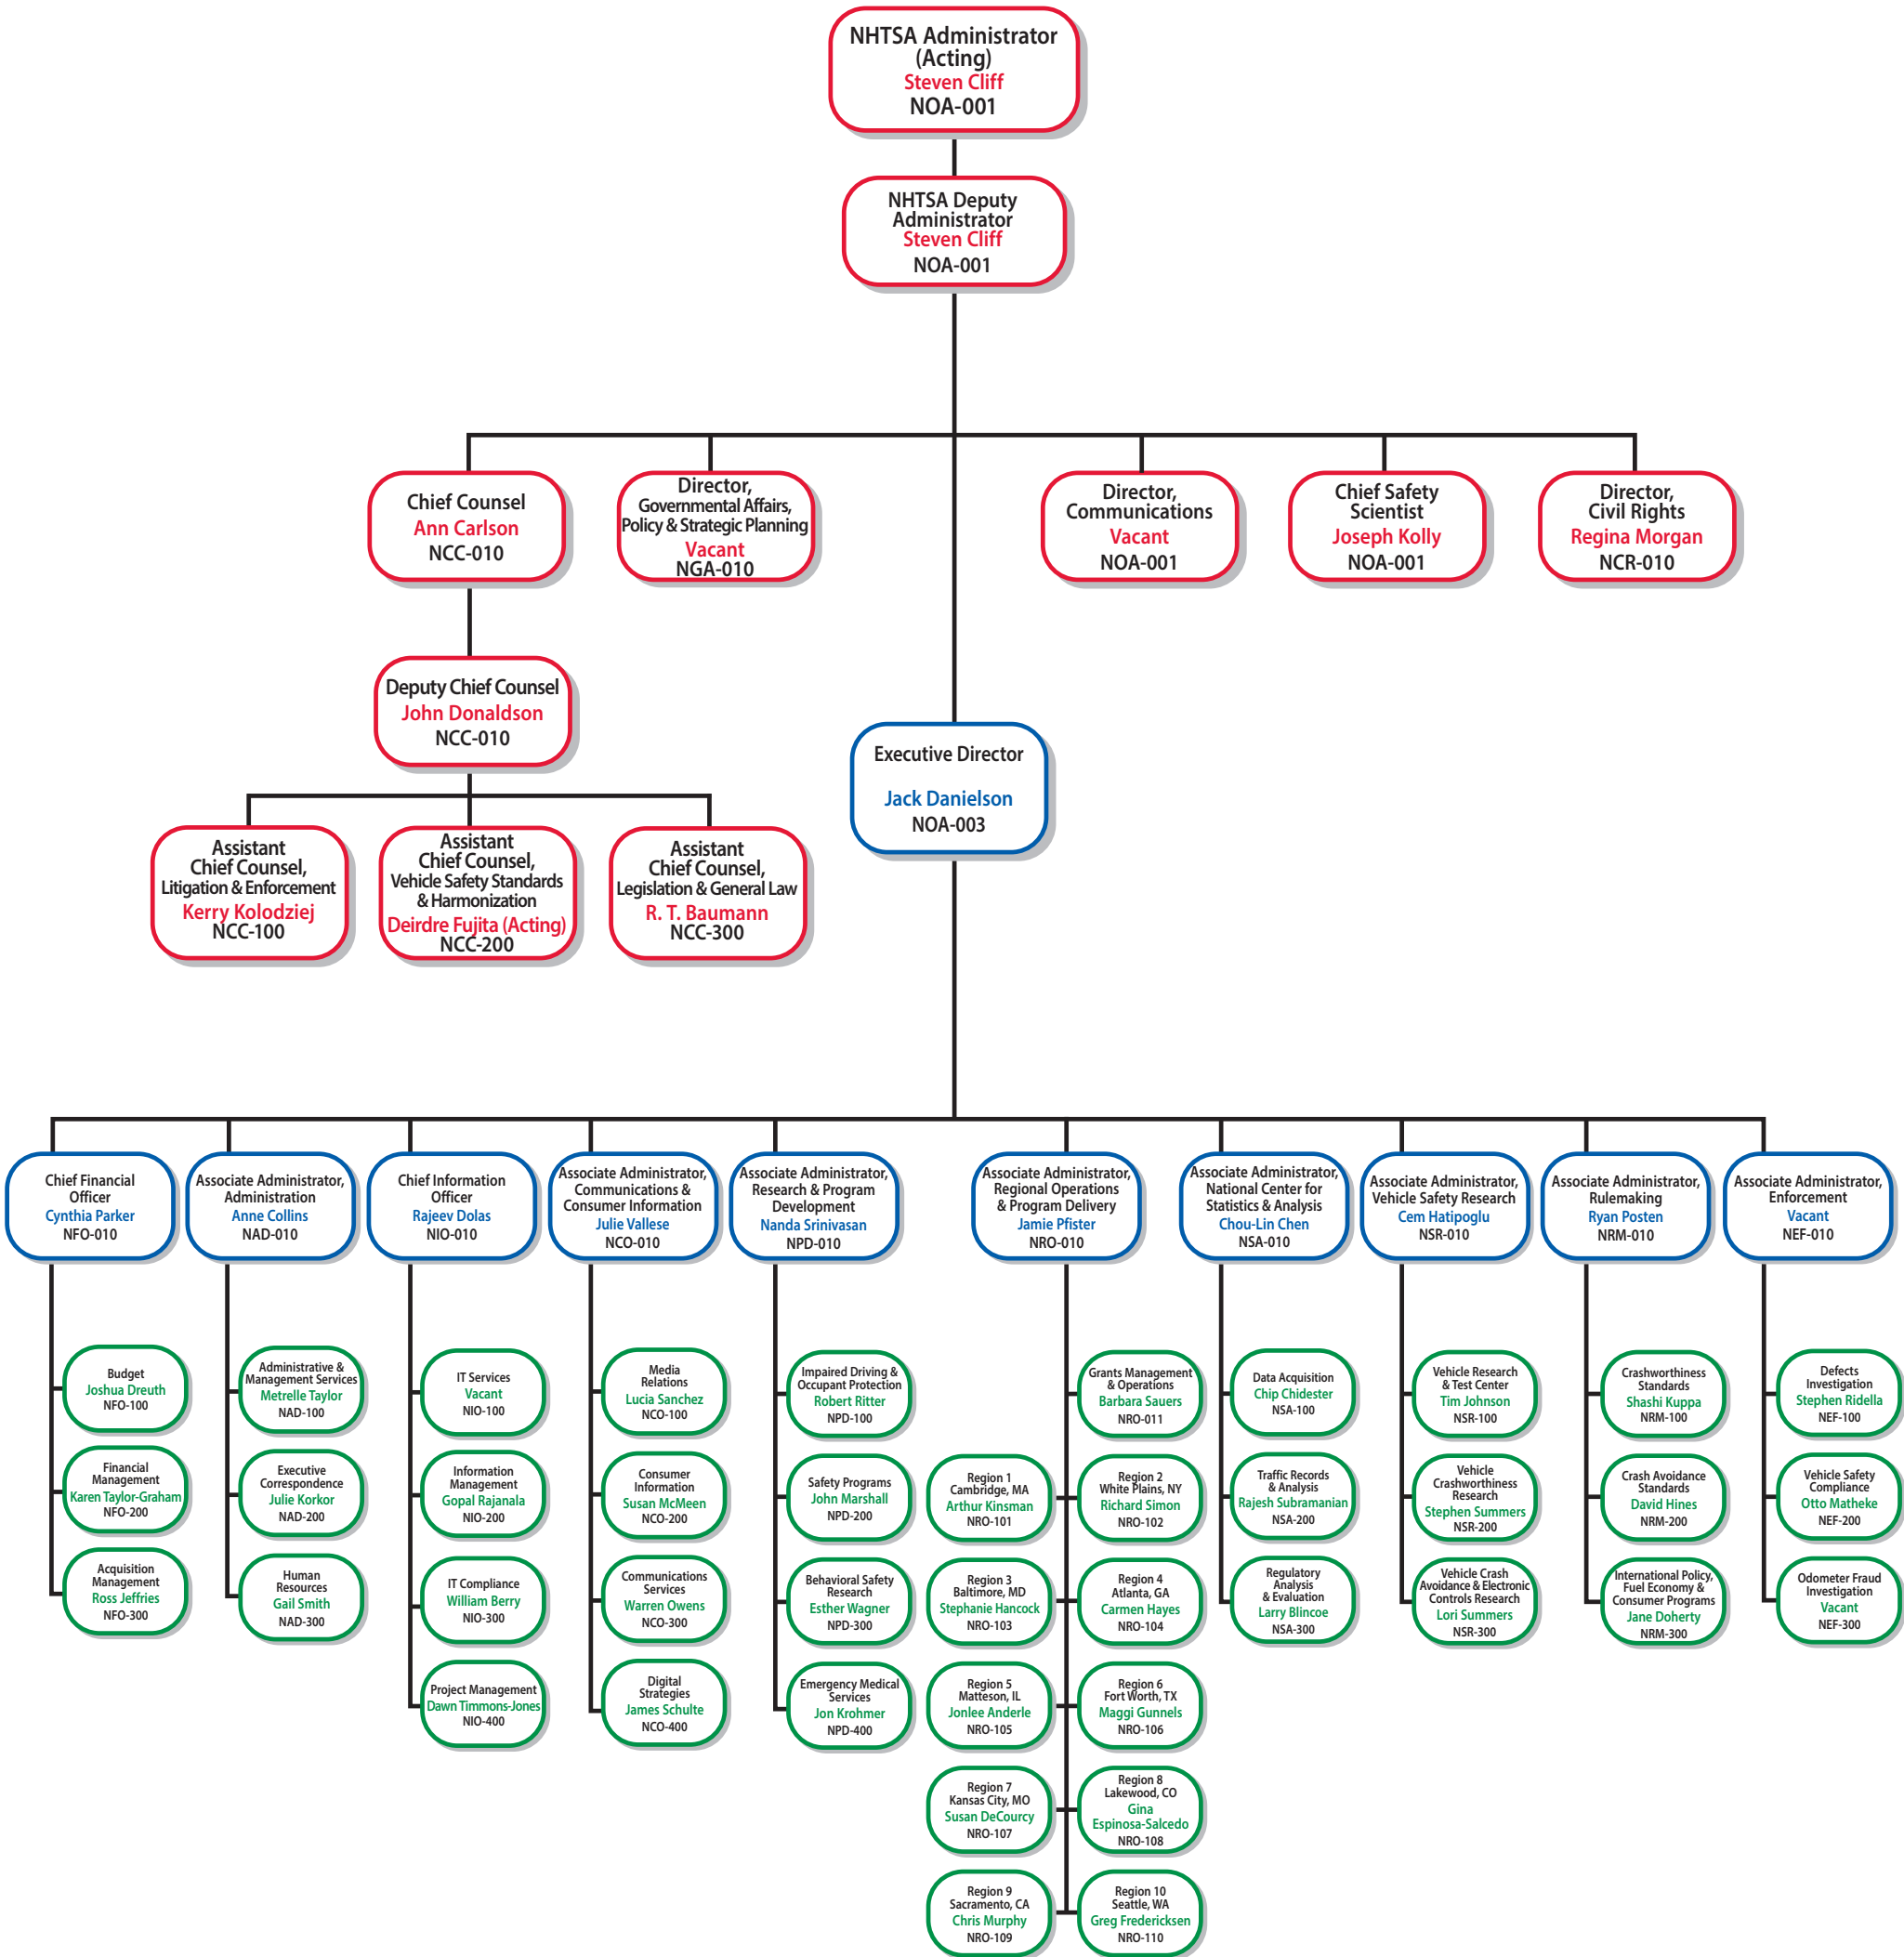 NHTSA Administrator
(Acting)
Steven Cliff
NOA-001
NHTSA Deputy
Administrator
Steven Cliff
NOA-001
Chief Counsel
Ann Carlson
NCC-010
Director,
Governmental Affairs,
Policy & Strategic Planning
Vacant
NGA-010
Director,
Communications
Vacant
NOA-001
Chief Safety
Scientist
Joseph Kolly
NOA-001
Director,
Civil Rights
Regina Morgan
NCR-010
Deputy Chief Counsel
John Donaldson
NCC-010
Executive Director
Jack Danielson
NOA-003
Assistant
Chief Counsel,
Litigation & Enforcement
Kerry Kolodziej
NCC-100
Assistant
Chief Counsel,
Vehicle Safety Standards
& Harmonization
Deirdre Fujita (Acting)
NCC-200
Assistant
Chief Counsel,
Legislation & General Law
R. T. Baumann
NCC-300
Chief Financial
Officer
Cynthia Parker
NFO-010
Associate Administrator,
Administration
Anne Collins
NAD-010
Chief Information
Officer
Rajeev Dolas
NIO-010
Associate Administrator,
Communications &
Consumer Information
Julie Vallese
NCO-010
Associate Administrator,
Research & Program
Development
Nanda Srinivasan
NPD-010
Associate Administrator,
Regional Operations
& Program Delivery
Jamie Pfister
NRO-010
Associate Administrator,
National Center for
Statistics & Analysis
Chou-Lin Chen
NSA-010
Associate Administrator,
Vehicle Safety Research
Cem Hatipoglu
NSR-010
Associate Administrator,
Rulemaking
Ryan Posten
NRM-010
Associate Administrator,
Enforcement
Vacant
NEF-010
Budget
Joshua Dreuth
NFO-100
Financial
Management
Karen Taylor-Graham
NFO-200
Acquisition
Management
Ross Jeffries
NFO-300
Administrative &
Management Services
Metrelle Taylor
NAD-100
Executive
Correspondence
Julie Korkor
NAD-200
Human
Resources
Gail Smith
NAD-300
IT Services
Vacant
NIO-100
Information
Management
Gopal Rajanala
NIO-200
IT Compliance
William Berry
NIO-300
Project Management
Dawn Timmons-Jones
NIO-400
Media
Relations
Lucia Sanchez
NCO-100
Consumer
Information
Susan McMeen
NCO-200
Communications
Services
Warren Owens
NCO-300
Digital
Strategies
James Schulte
NCO-400
Impaired Driving &
Occupant Protection
Robert Ritter
NPD-100
Safety Programs
John Marshall
NPD-200
Behavioral Safety
Research
Esther Wagner
NPD-300
Emergency Medical
Services
Jon Krohmer
NPD-400
Grants Management
& Operations
Barbara Sauers
NRO-011
Region 1
Cambridge, MA
Arthur Kinsman
NRO-101
Region 2
White Plains, NY
Richard Simon
NRO-102
Region 3
Baltimore, MD
Stephanie Hancock
NRO-103
Region 4
Atlanta, GA
Carmen Hayes
NRO-104
Region 5
Matteson, IL
Jonlee Anderle
NRO-105
Region 6
Fort Worth, TX
Maggi Gunnels
NRO-106
Region 7
Kansas City, MO
Susan DeCourcy
NRO-107
Region 8
Lakewood, CO
Gina
Espinosa-Salcedo
NRO-108
Region 9
Sacramento, CA
Chris Murphy
NRO-109
Region 10
Seattle, WA
Greg Fredericksen
NRO-110
Data Acquisition
Chip Chidester
NSA-100
Traffic Records
& Analysis
Rajesh Subramanian
NSA-200
Regulatory
Analysis
& Evaluation
Larry Blincoe
NSA-300
Vehicle Research
& Test Center
Tim Johnson
NSR-100
Vehicle
Crashworthiness
Research
Stephen Summers
NSR-200
Vehicle Crash
Avoidance & Electronic
Controls Research
Lori Summers
NSR-300
Crashworthiness
Standards
Shashi Kuppa
NRM-100
Crash Avoidance
Standards
David Hines
NRM-200
International Policy,
Fuel Economy &
Consumer Programs
Jane Doherty
NRM-300
Defects
Investigation
Stephen Ridella
NEF-100
Vehicle Safety
Compliance
Otto Matheke
NEF-200
Odometer Fraud
Investigation
Vacant
NEF-300